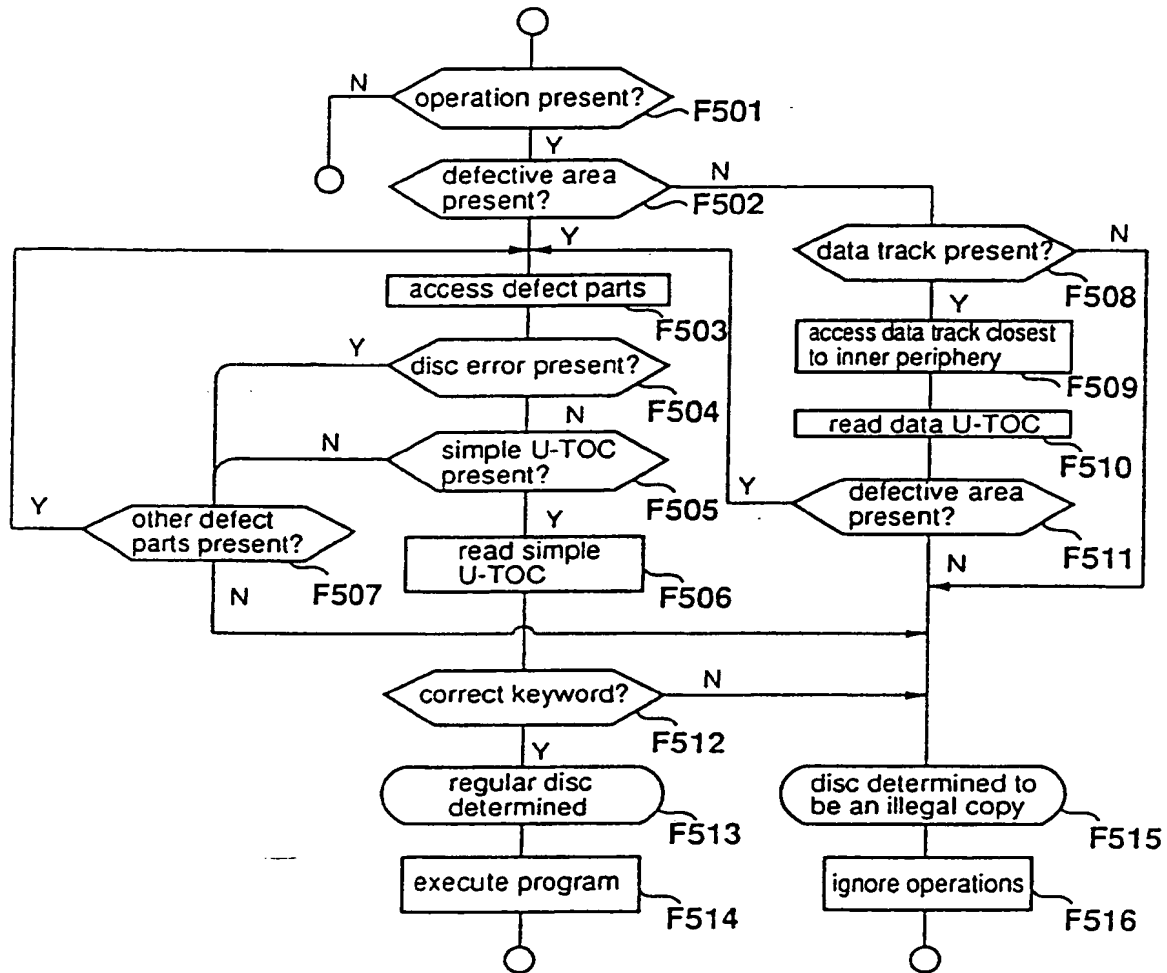 N
operation present?
F501
Y
defective area
present?
N
F502
Y
data track present?
N
F508
access defect parts
F503
Y
access data track closest
to inner periphery
F509
Y
disc error present?
F504
N
read data U-TOC
F510
N
simple U-TOC
present?
F505
Y
defective area
present?
F511
Y
other defect
parts present?
F507
Y
read simple
U-TOC
F506
N
N
correct keyword?
N
F512
Y
regular disc
determined
F513
disc determined to
be an illegal copy
F515
execute program
F514
ignore operations
F516